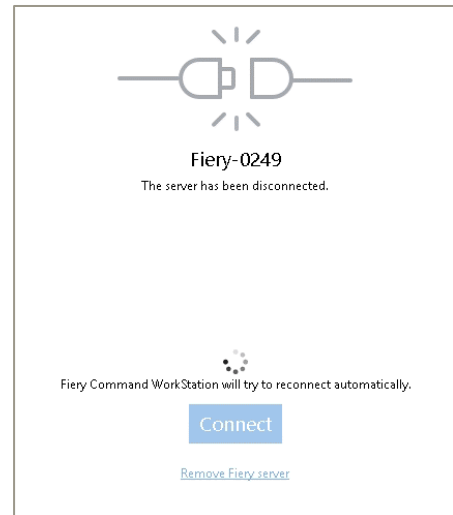 Fiery-0249
The server has been disconnected.
Fiery Command WorkStation will try to reconnect automatically.
Connect
Remove Fiery server